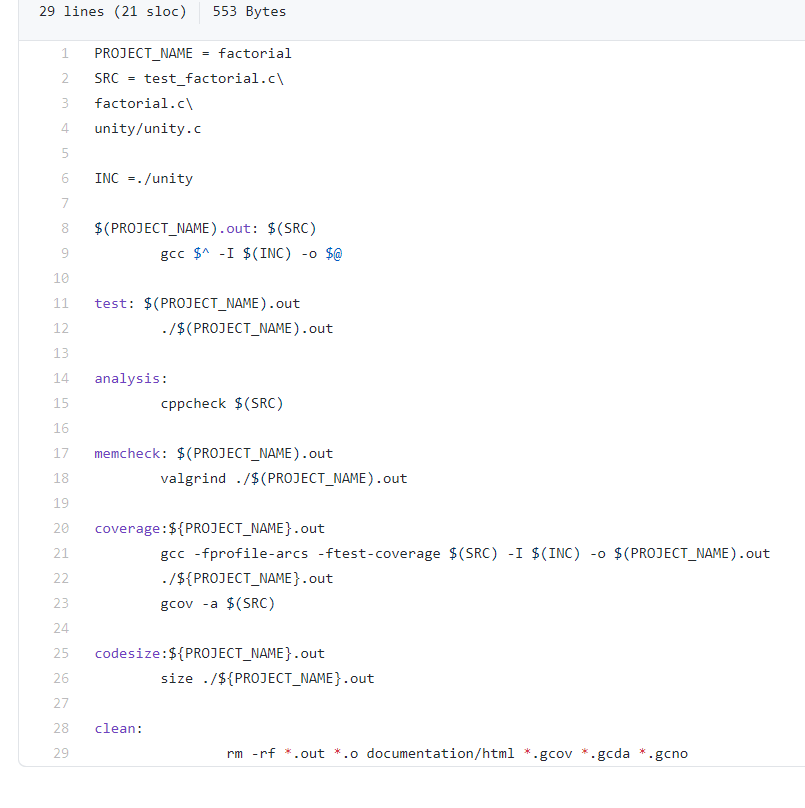 29 lines (21 sloc) 553 Bytes
1 PROJECT_NAME = factorial
2 SRC = test_factorial.c\
3 factorial.c\
4 unity/unity.c
5
6 INC =./unity
7
8 $(PROJECT_NAME).out: $(SRC)
9 gcc $^ -I $(INC) -o $@
10
11 test: $(PROJECT_NAME).out
12 ./$(PROJECT_NAME).out
13
14 analysis:
15 cppcheck $(SRC)
16
17 memcheck: $(PROJECT_NAME).out
18 valgrind ./$(PROJECT_NAME).out
19
20 coverage:${PROJECT_NAME}.out
21 gcc -fprofile-arcs -ftest-coverage $(SRC) -I $(INC) -o $(PROJECT_NAME).out
22 ./${PROJECT_NAME}.out
23 gcov -a $(SRC)
24
25 codesize:${PROJECT_NAME}.out
26 size ./${PROJECT_NAME}.out
27
28 clean:
29 rm -rf *.out *.o documentation/html *.gcov *.gcda *.gcno